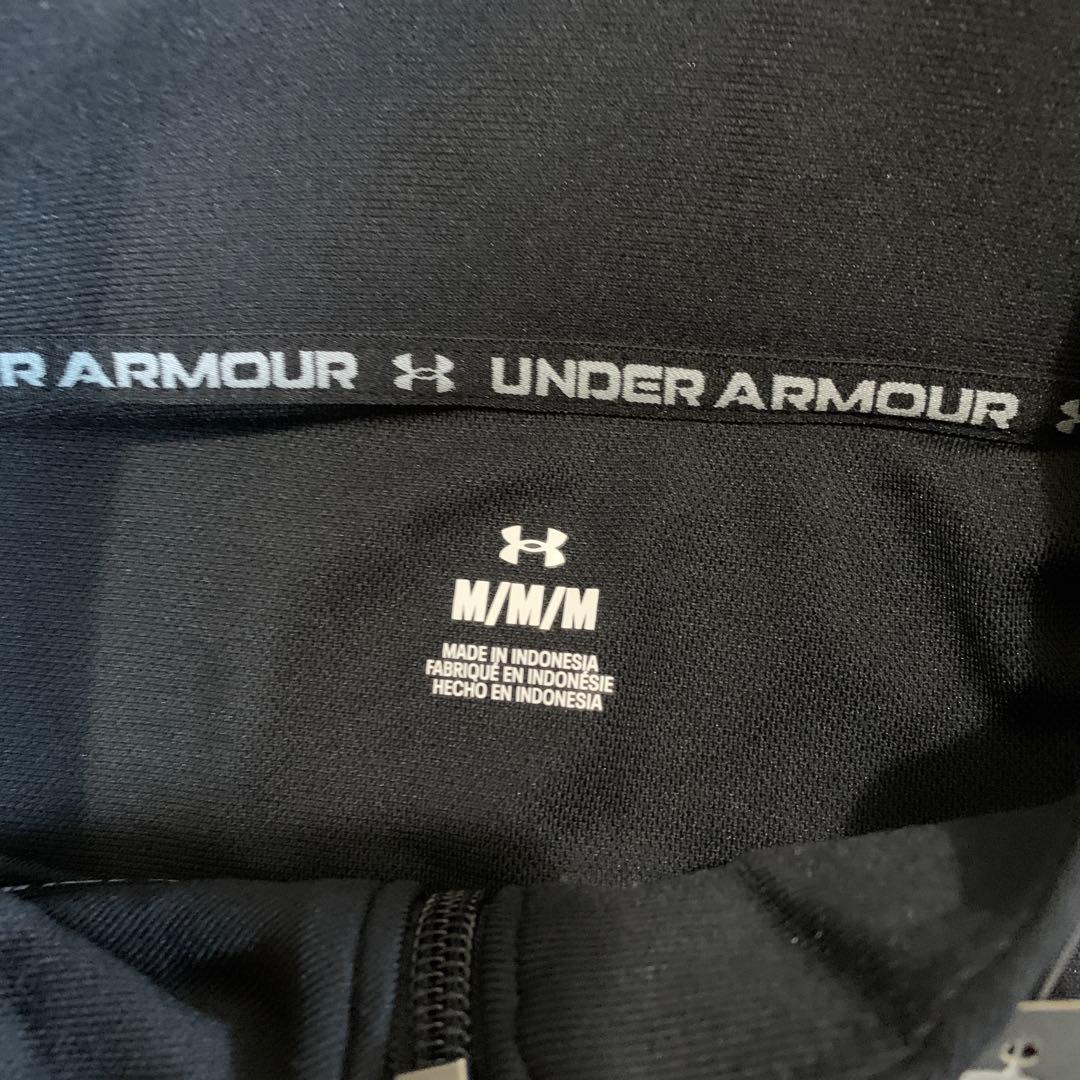 R ARMOUR UNDER ARMOUR
M/M/M
MADE IN INDONESIA
FABRIQUÉ EN INDONÉSIE
HECHO EN INDONESIA